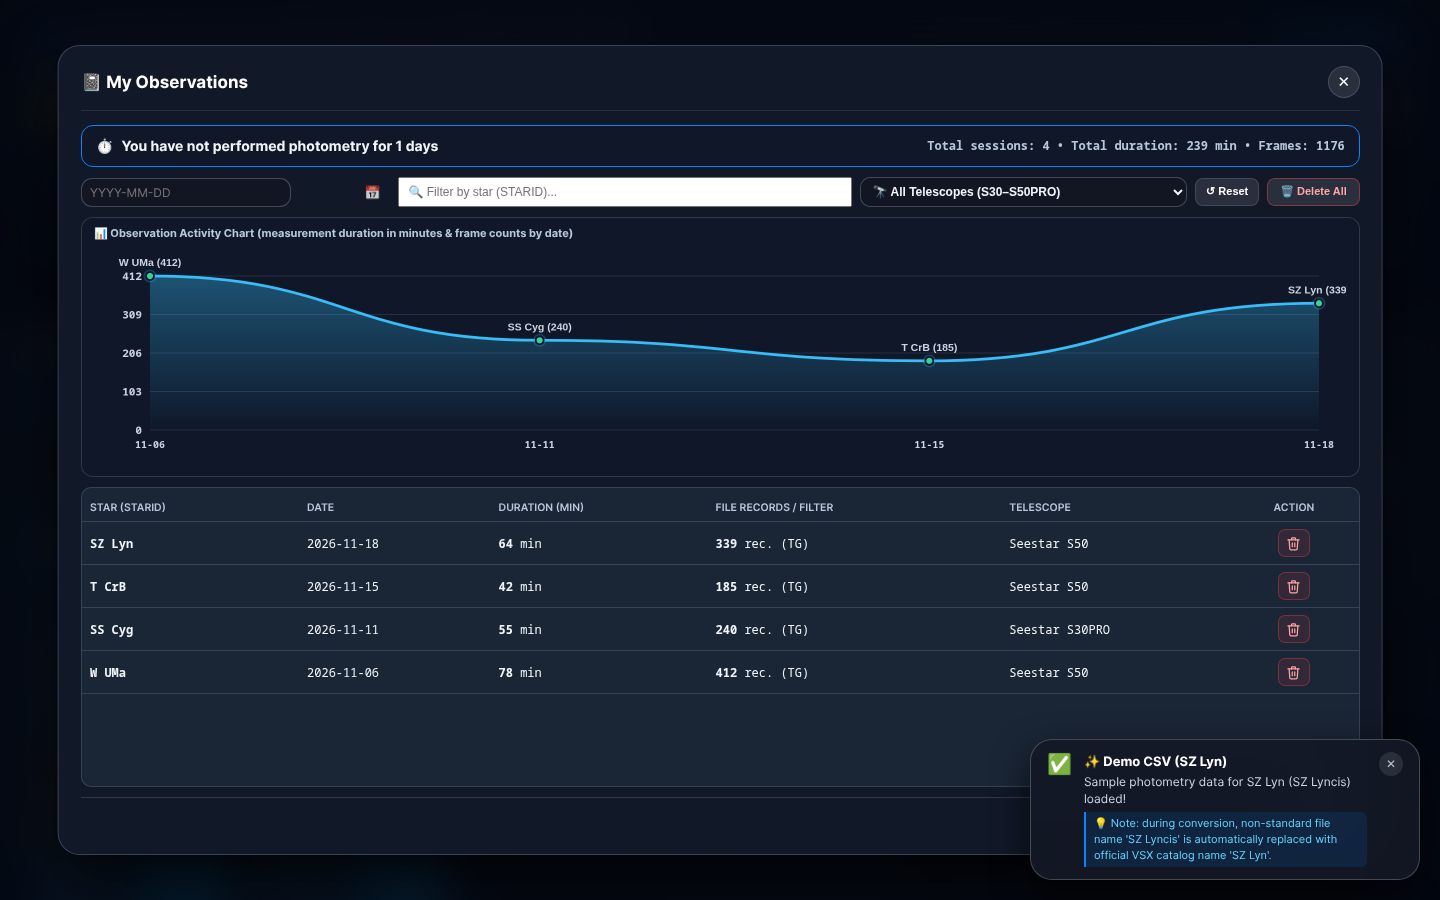 📓 My Observations
✕
⏱️ You have not performed photometry for 1 days
Total sessions: 4 • Total duration: 239 min • Frames: 1176
YYYY-MM-DD
📅
🔍 Filter by star (STARID)...
🔭 All Telescopes (S30–S50PRO)
↺ Reset
🗑️ Delete All
📊 Observation Activity Chart (measurement duration in minutes & frame counts by date)
W UMa (412)
412
SZ Lyn (339
309
SS Cyg (240)
206
T CrB (185)
103
0
11-06
11-11
11-15
11-18
STAR (STARID) DATE DURATION (MIN) FILE RECORDS / FILTER TELESCOPE ACTION
SZ Lyn 2026-11-18 64 min 339 rec. (TG) Seestar S50
T CrB 2026-11-15 42 min 185 rec. (TG) Seestar S50
SS Cyg 2026-11-11 55 min 240 rec. (TG) Seestar S30PRO
W UMa 2026-11-06 78 min 412 rec. (TG) Seestar S50
✅ ✨ Demo CSV (SZ Lyn)
✕
Sample photometry data for SZ Lyn (SZ Lyncis)
loaded!
💡 Note: during conversion, non-standard file
name 'SZ Lyncis' is automatically replaced with
official VSX catalog name 'SZ Lyn'.